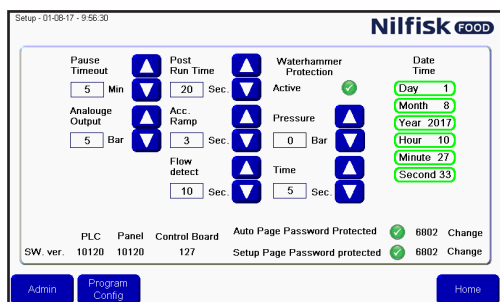 Setup - 01-08-17 - 9:56:30
Nilfisk FOOD
Pause Timeout
5 Min
Analouge Output
5 Bar
Post Run Time
20 Sec.
Acc. Ramp
3 Sec.
Flow detect
10 Sec.
Waterhammer Protection
Active
Pressure
0 Bar
Time
5 Sec.
Date Time
Day 1
Month 8
Year 2017
Hour 10
Minute 27
Second 33
PLC Panel Control Board
SW. ver. 10120 10120 127
Auto Page Password Protected 6802 Change
Setup Page Password protected 6802 Change
Admin
Program Config
Home